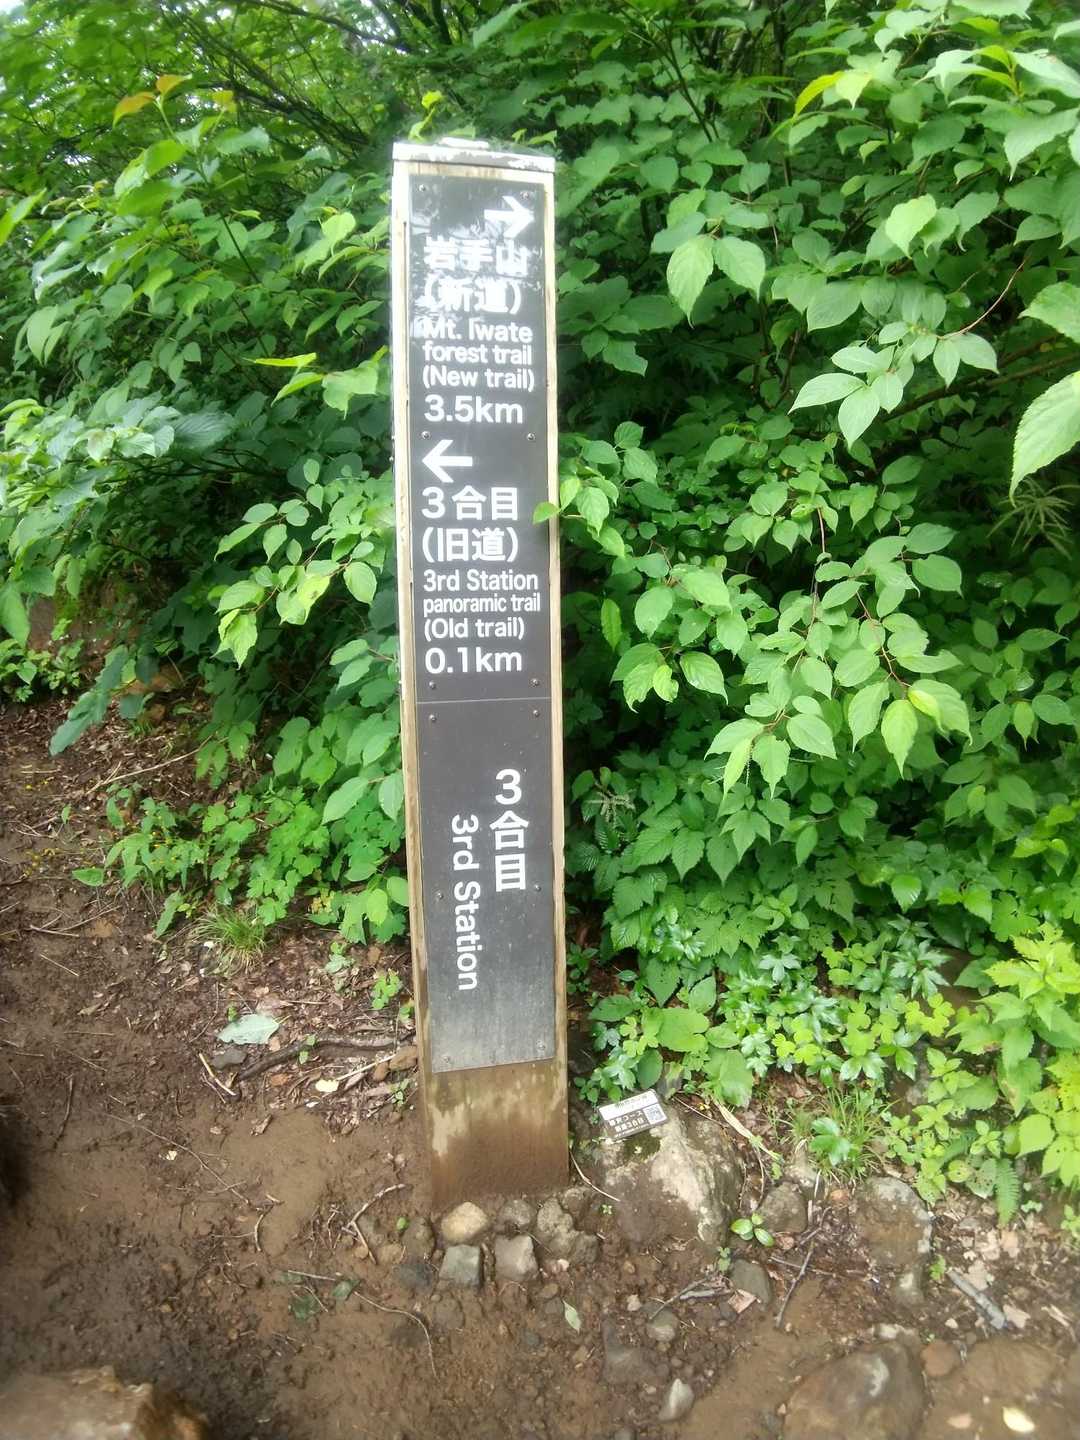 →
岩手山
(新道)
Mt. Iwate
forest trail
(New trail)
3.5km
←
3合目
(旧道)
3rd Station
panoramic trail
(Old trail)
0.1km
3合目
3rd Station